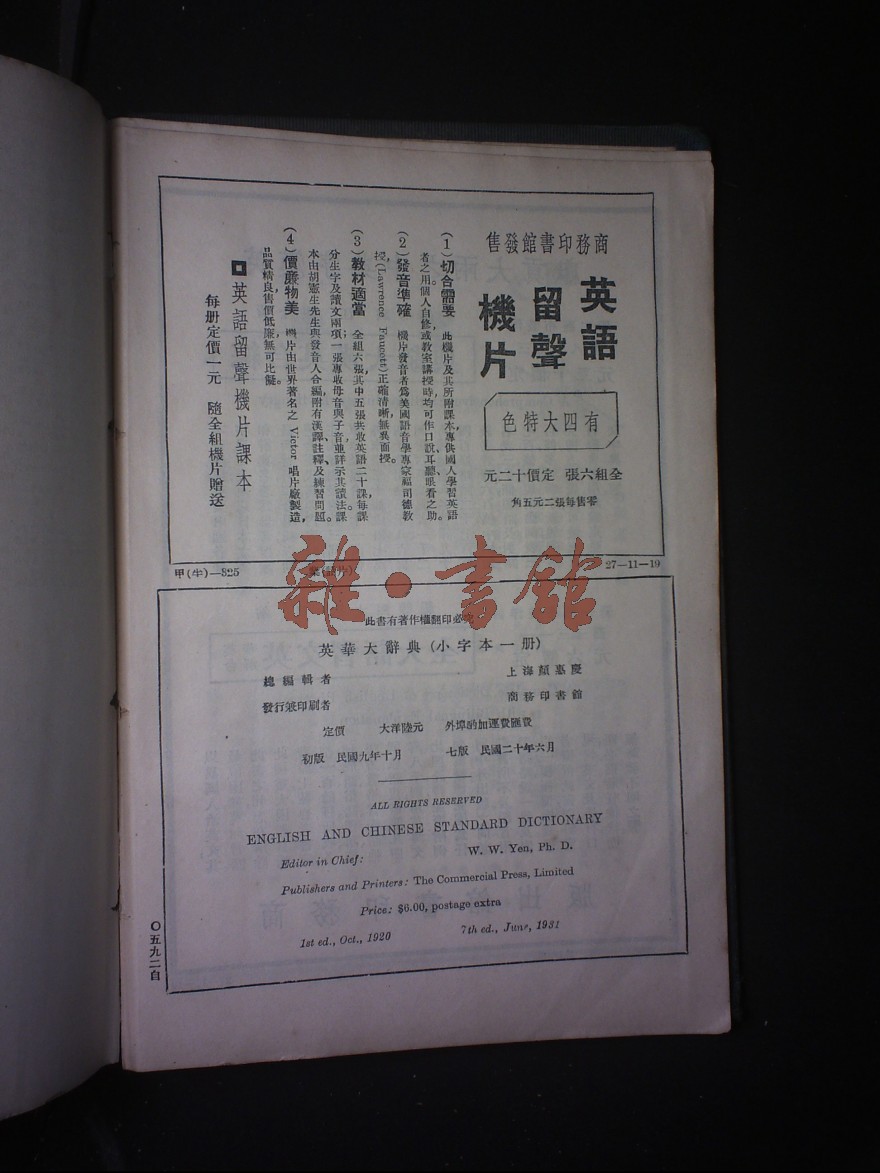 商務印書館發售
英語
留聲
機片
有四大特色
全組六張 定價十二元
零售每張二元五角
(1)切合需要 此機片及其所附課本,專供國人學習英語
者之用。個人自修,或教室講授時,均可作口說、耳聽、眼看之助。
(2)發音準確 機片發音者爲美國語音學專家福司德教
授,(Lawrence Faucott)正確清晰,無異面授。
(3)教材適當 全組六張,其中五張共收英語二十課,每課
分生字及讀文兩項;一張專收母音與子音,並詳示其讀法。課
本由胡憲生先生與發音人合編,附有漢譯、註釋、及練習問題。
(4)價廉物美 機片由世界著名之 Victor 唱片廠製造,
品質精良,售價低廉,無可比儗。
英語留聲機片課本
每册定價一元 隨全組機片贈送
甲(牛)—325
27—11—19
雜·書館
此書有著作權翻印必究
英華大辭典(小字本一册)
總編輯者 上海顏惠慶
發行兼印刷者 商務印書館
定價 大洋陸元 外埠酌加運費匯費
初版 民國九年十月 七版 民國二十年六月
ALL RIGHTS RESERVED
ENGLISH AND CHINESE STANDARD DICTIONARY
Editor in Chief: W. W. Yen, Ph. D.
Publishers and Printers: The Commercial Press, Limited
Price: $6.00, postage extra
1st ed., Oct., 1920 7th ed., June, 1931
〇五九二自